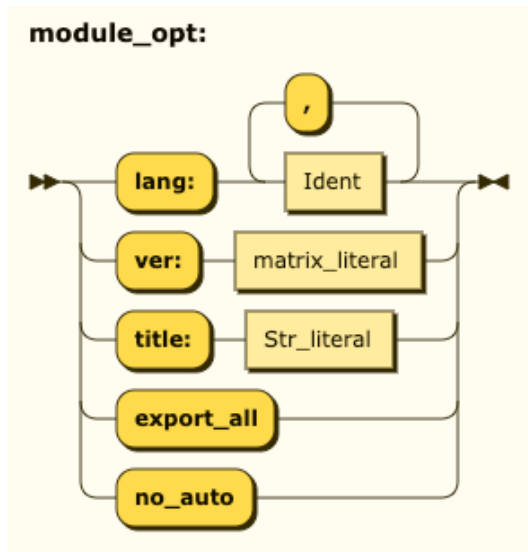 module_opt:
,
lang: Ident
ver: matrix_literal
title: Str_literal
export_all
no_auto